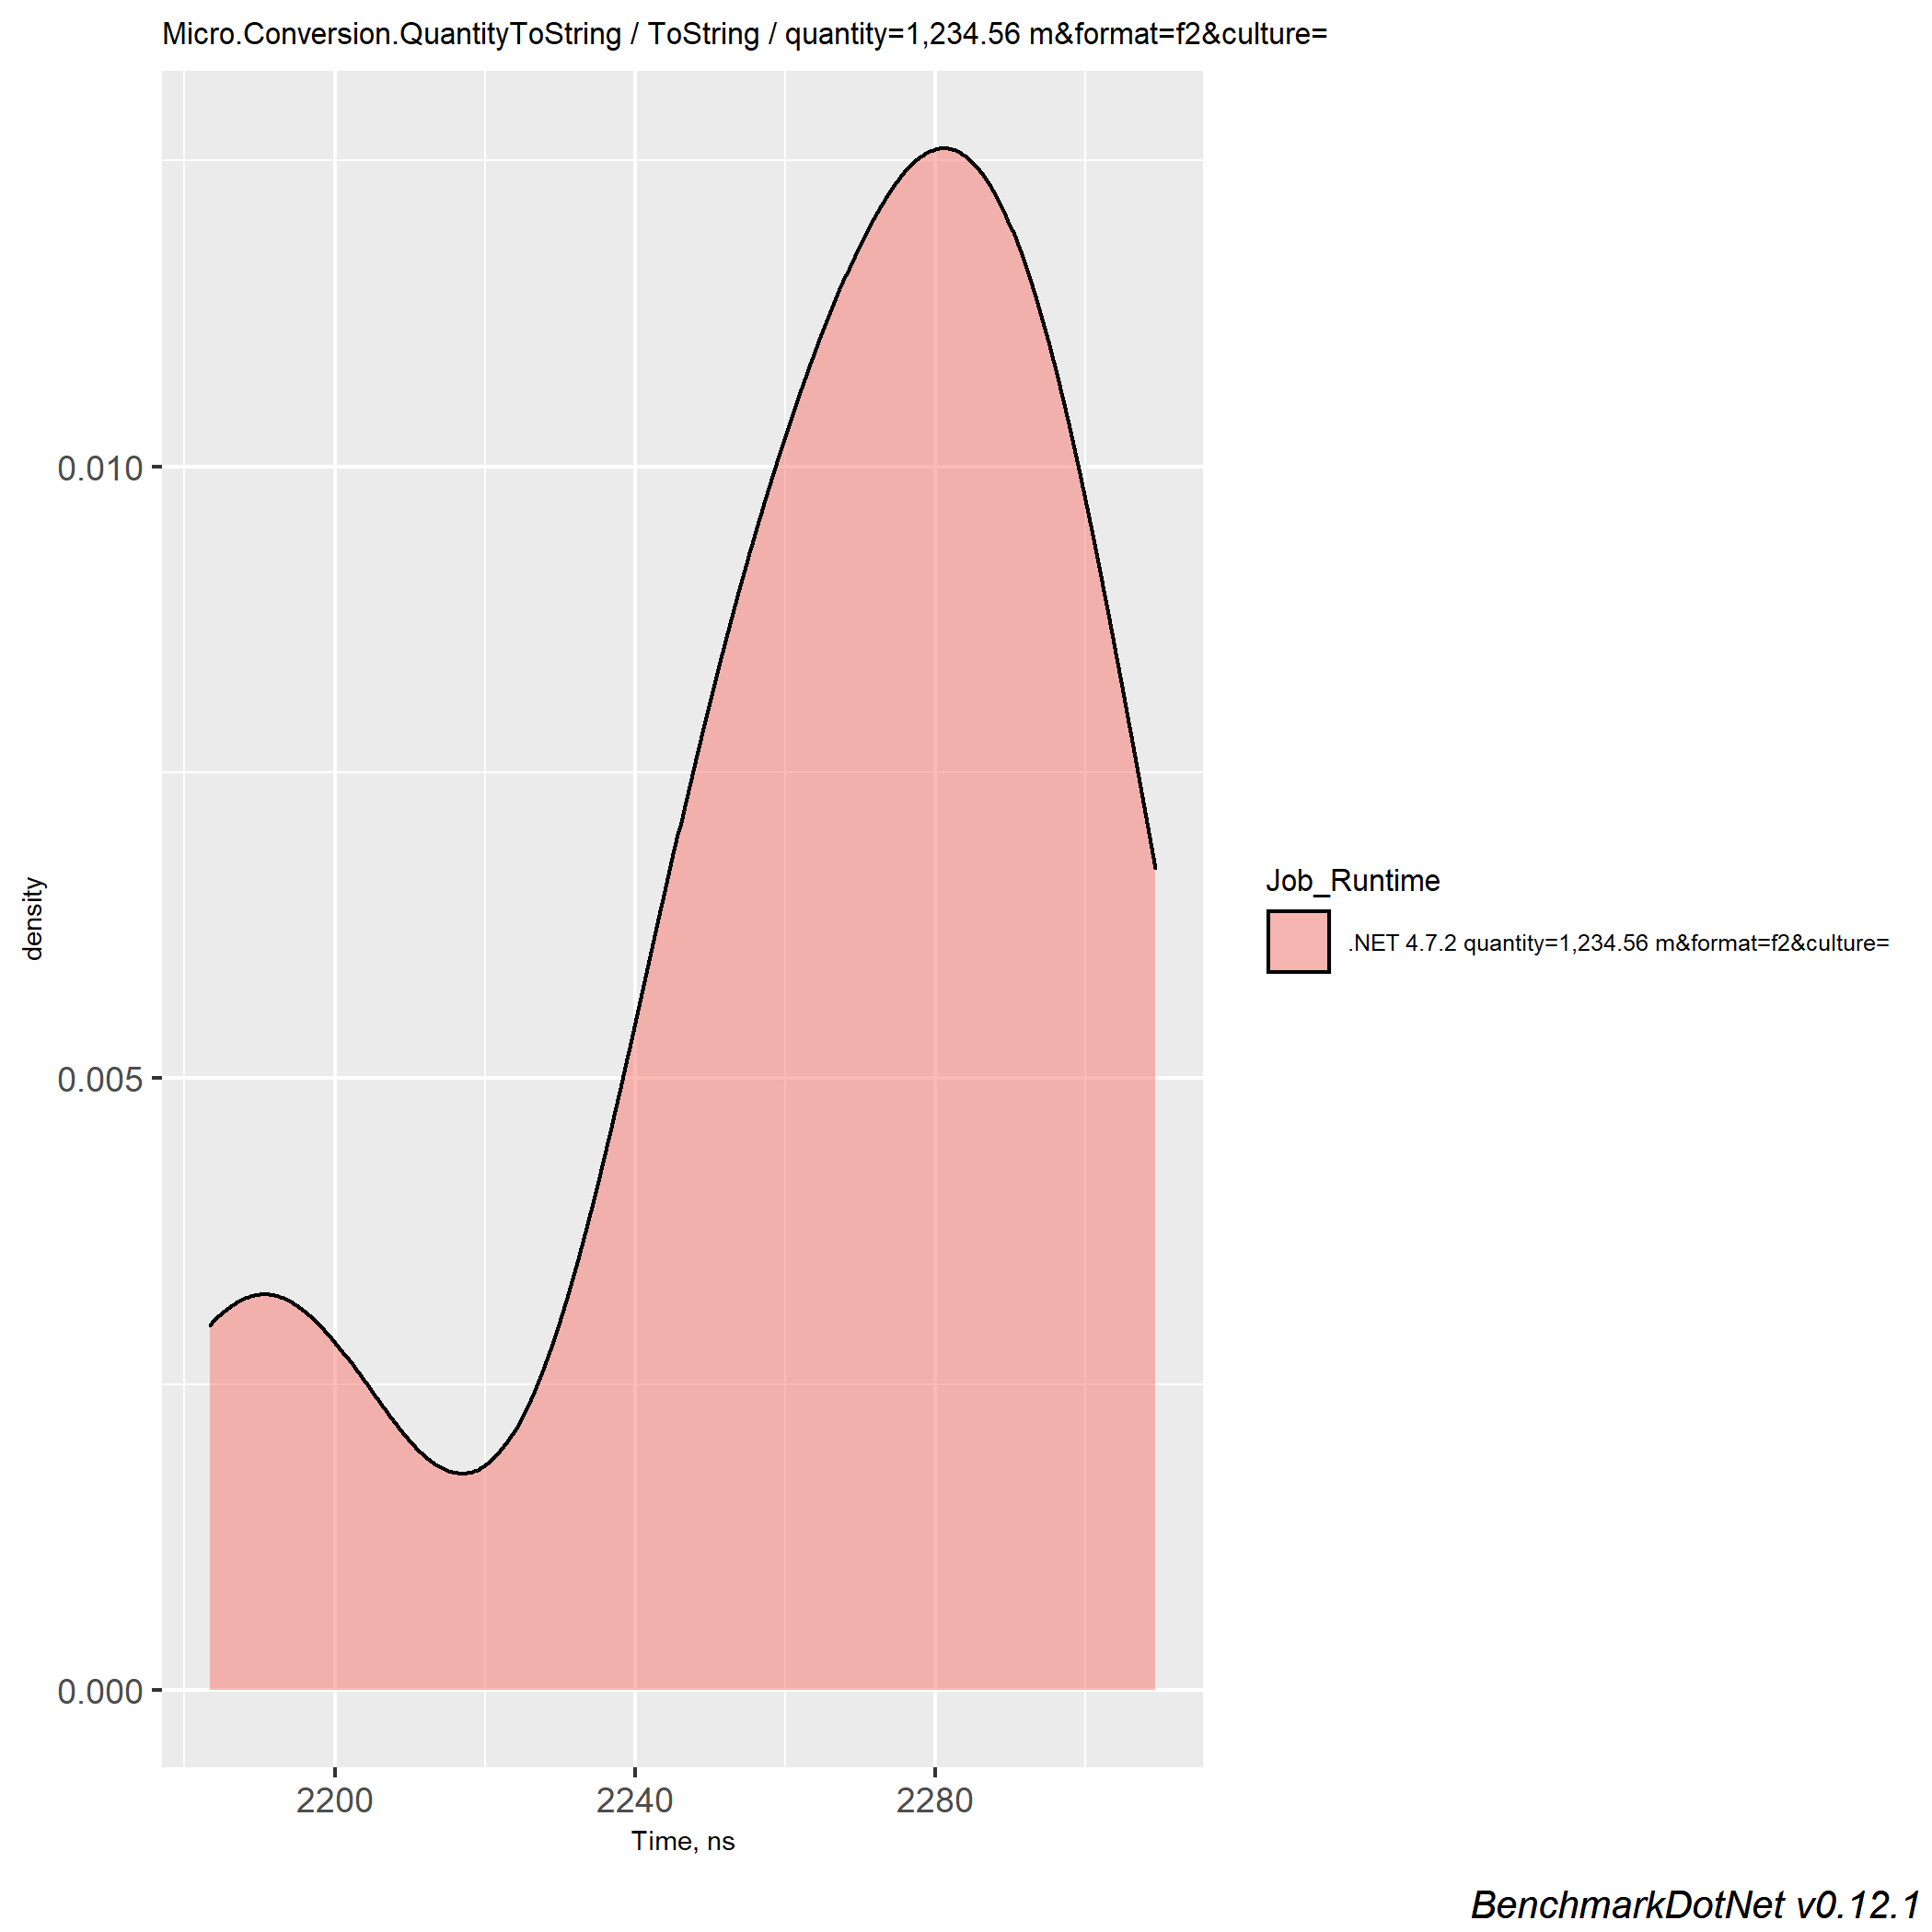 Micro.Conversion.QuantityToString / ToString / quantity=1,234.56 m&format=f2&culture=
density
0.010
0.005
0.000
2200 2240 2280
Time, ns
Job_Runtime
.NET 4.7.2 quantity=1,234.56 m&format=f2&culture=
BenchmarkDotNet v0.12.1